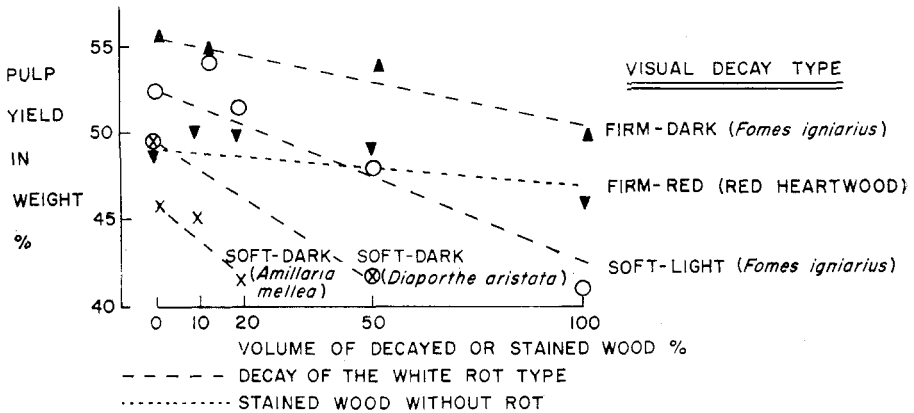 PULP
YIELD
IN
WEIGHT
%
55
50
45
40
0 10 20 50 100
VOLUME OF DECAYED OR STAINED WOOD %
VISUAL DECAY TYPE
FIRM-DARK (Fomes igniarius)
FIRM-RED (RED HEARTWOOD)
SOFT-LIGHT (Fomes igniarius)
SOFT-DARK
(Amillaria
mellea)
SOFT-DARK
(Diaporthe aristata)
DECAY OF THE WHITE ROT TYPE
STAINED WOOD WITHOUT ROT